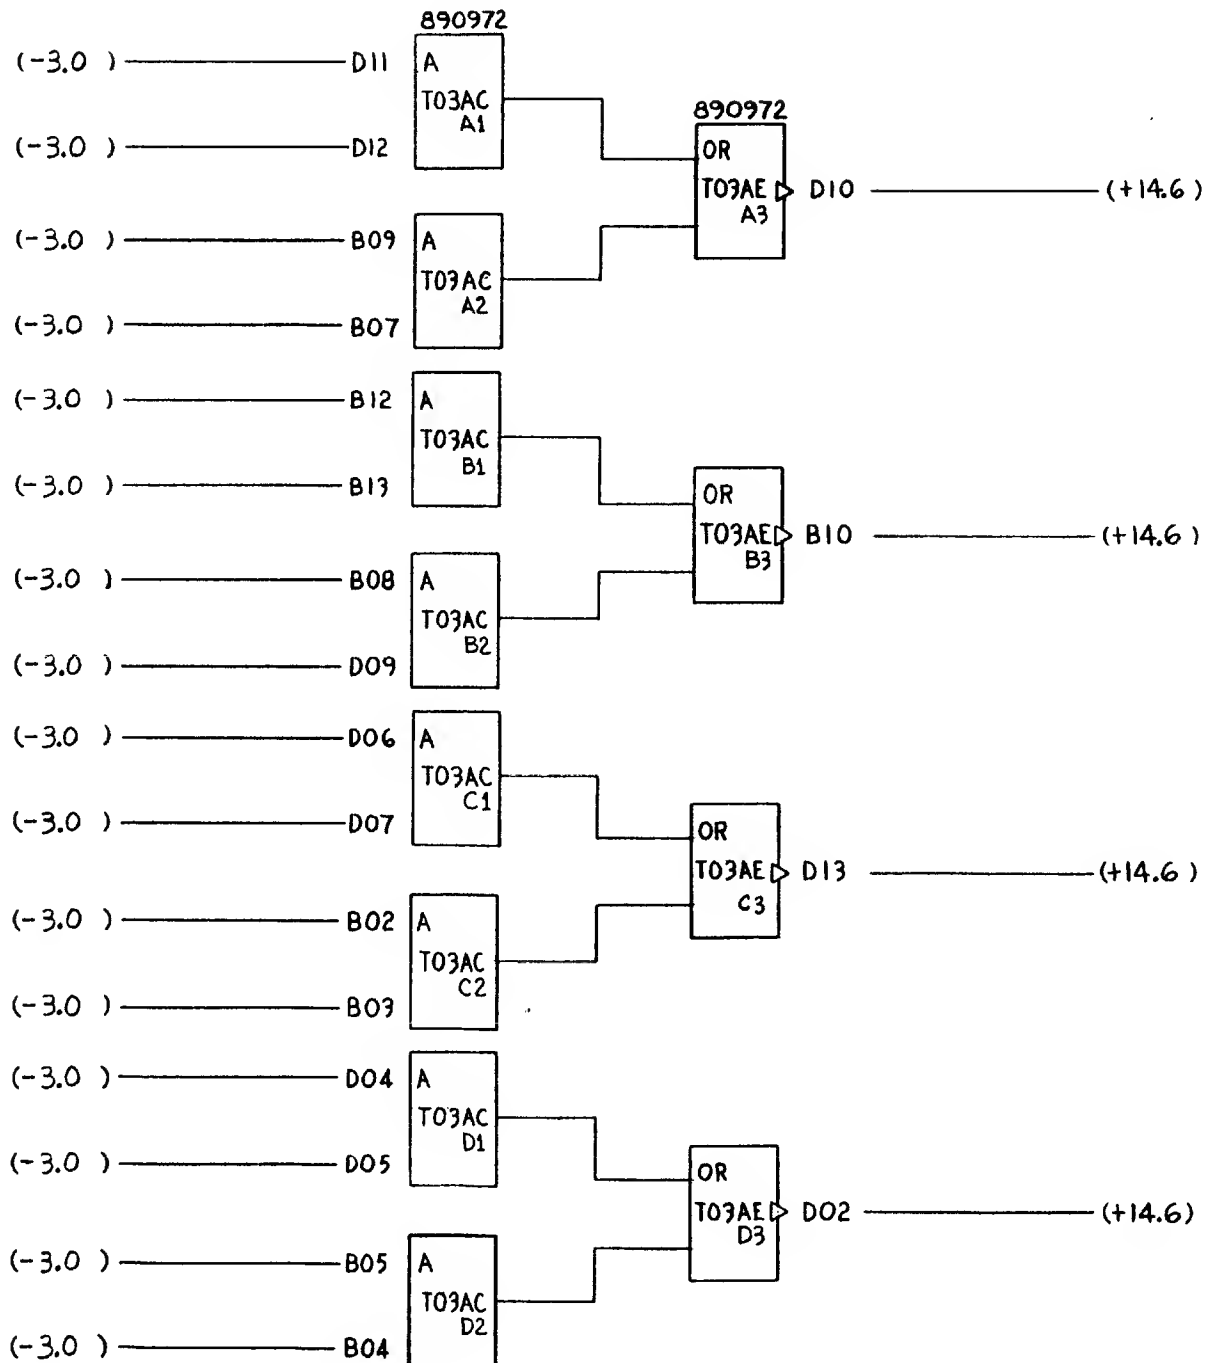 890972
(-3.0 ) D11 A
T03AC
A1
(-3.0 ) D12
890972
OR
T03AE D10 (+14.6)
A3
(-3.0 ) B09 A
T03AC
A2
(-3.0 ) B07
(-3.0 ) B12 A
T03AC
B1
(-3.0 ) B13
OR
T03AE B10 (+14.6)
B3
(-3.0 ) B08 A
T03AC
B2
(-3.0 ) D09
(-3.0 ) D06 A
T03AC
C1
(-3.0 ) D07
OR
T03AE D13 (+14.6)
C3
(-3.0 ) B02 A
T03AC
C2
(-3.0 ) B03
(-3.0 ) D04 A
T03AC
D1
(-3.0 ) D05
OR
T03AE D02 (+14.6)
D3
(-3.0 ) B05 A
T03AC
D2
(-3.0 ) B04